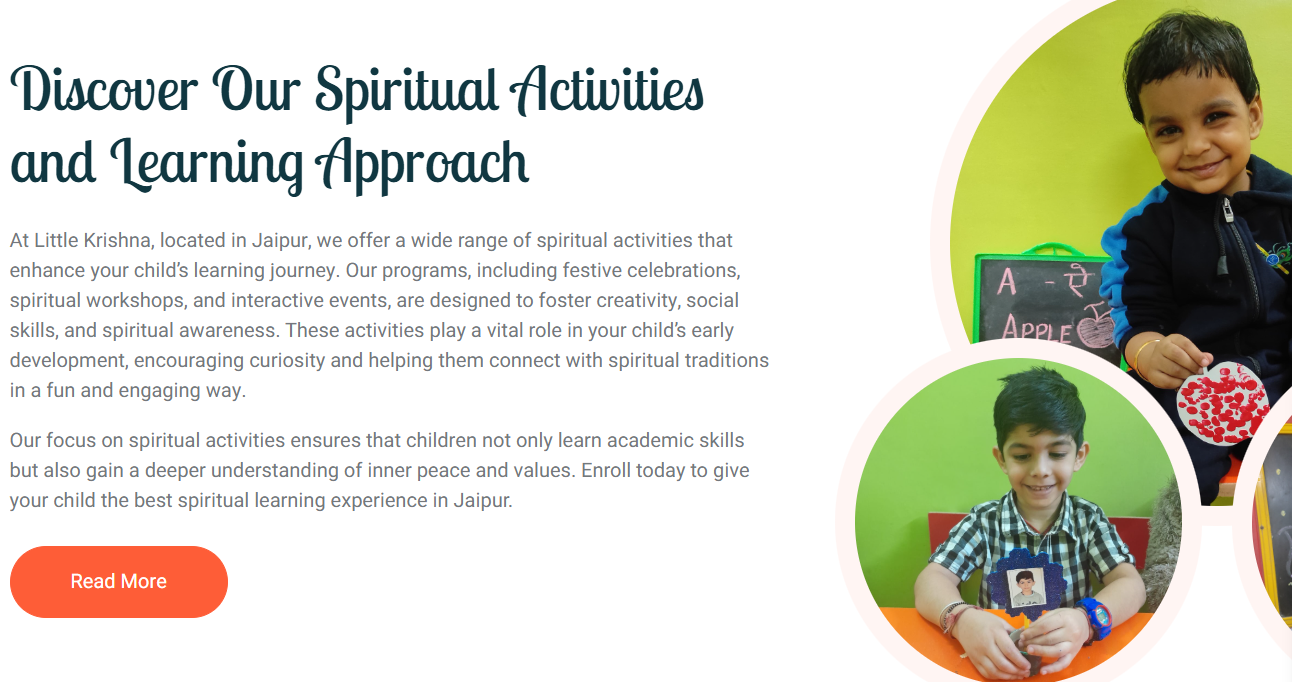 Discover Our Spiritual Activities
and Learning Approach
At Little Krishna, located in Jaipur, we offer a wide range of spiritual activities that
enhance your child’s learning journey. Our programs, including festive celebrations,
spiritual workshops, and interactive events, are designed to foster creativity, social
skills, and spiritual awareness. These activities play a vital role in your child’s early
development, encouraging curiosity and helping them connect with spiritual traditions
in a fun and engaging way.
Our focus on spiritual activities ensures that children not only learn academic skills
but also gain a deeper understanding of inner peace and values. Enroll today to give
your child the best spiritual learning experience in Jaipur.
Read More
A - ऐ
APPLE